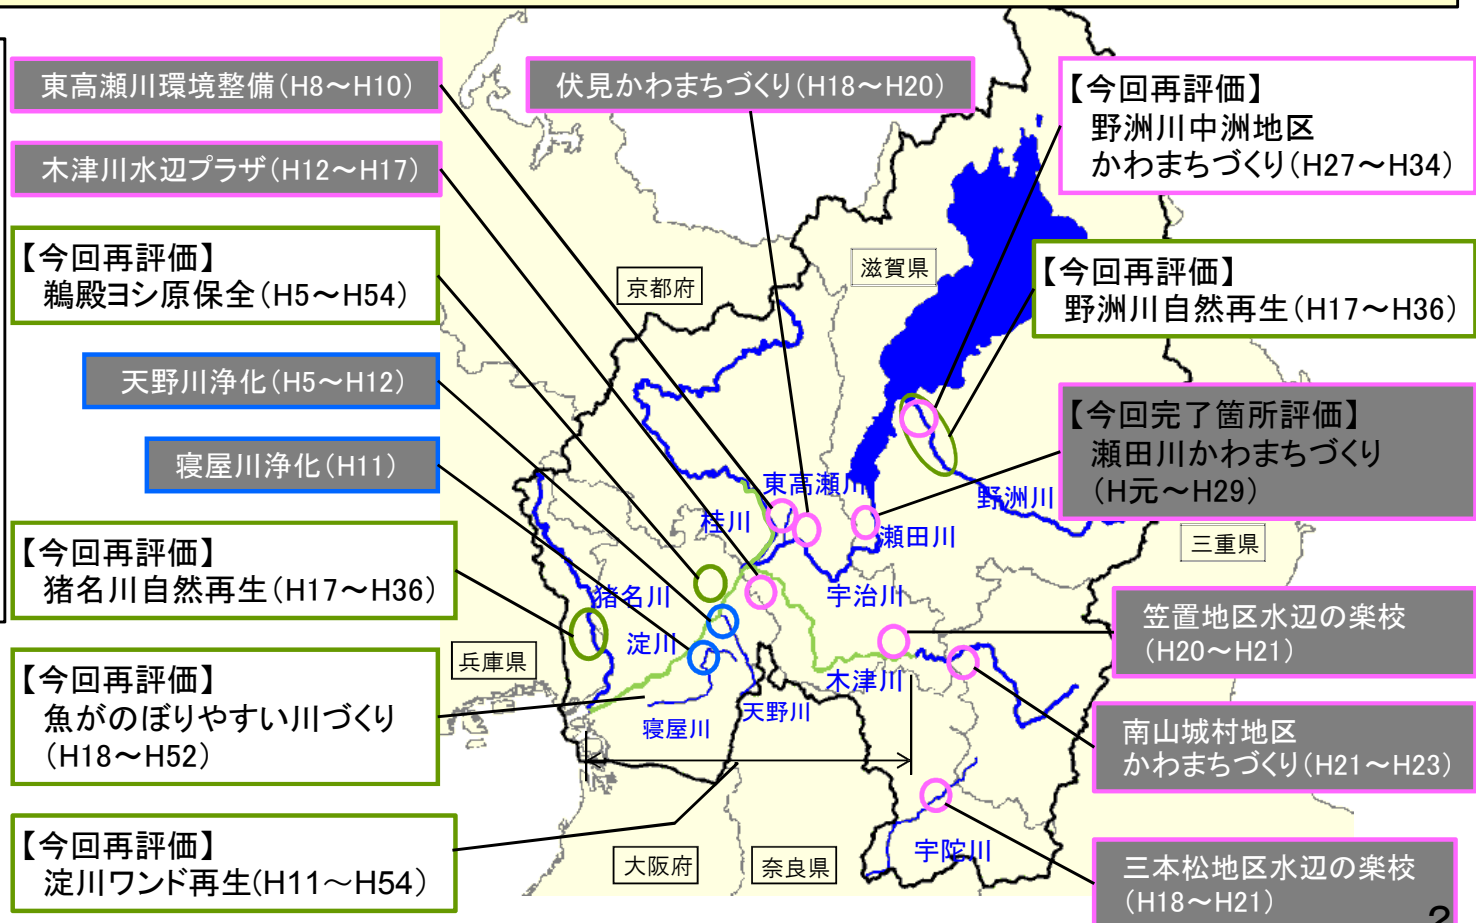 東高瀬川環境整備(H8～H10)
伏見かわまちづくり(H18～H20)
【今回再評価】
野洲川中洲地区
かわまちづくり(H27～H34)
木津川水辺プラザ(H12～H17)
【今回再評価】
鵜殿ヨシ原保全(H5～H54)
京都府
滋賀県
【今回再評価】
野洲川自然再生(H17～H36)
天野川浄化(H5～H12)
【今回完了箇所評価】
瀬田川かわまちづくり
(H元～H29)
寝屋川浄化(H11)
東高瀬川
桂川
瀬田川
野洲川
三重県
【今回再評価】
猪名川自然再生(H17～H36)
猪名川
宇治川
淀川
木津川
笠置地区水辺の楽校
(H20～H21)
兵庫県
【今回再評価】
魚がのぼりやすい川づくり
(H18～H52)
寝屋川
天野川
南山城村地区
かわまちづくり(H21～H23)
【今回再評価】
淀川ワンド再生(H11～H54)
大阪府
奈良県
宇陀川
三本松地区水辺の楽校
(H18～H21)
2